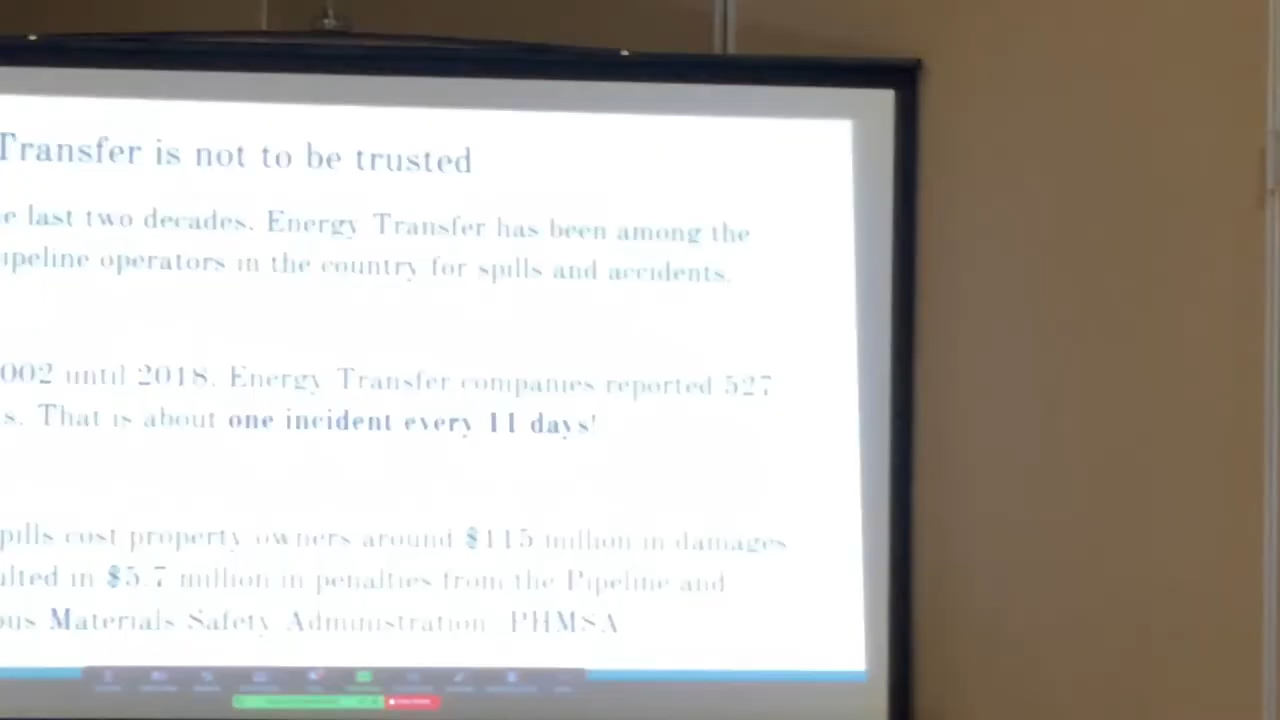 Transfer is not to be trusted
e last two decades, Energy Transfer has been among the
ipeline operators in the country for spills and accidents.
002 until 2018, Energy Transfer companies reported 527
s. That is about one incident every 11 days!
pills cost property owners around $115 million in damages
ulted in $5.7 million in penalties from the Pipeline and
ous Materials Safety Administration PHMSA